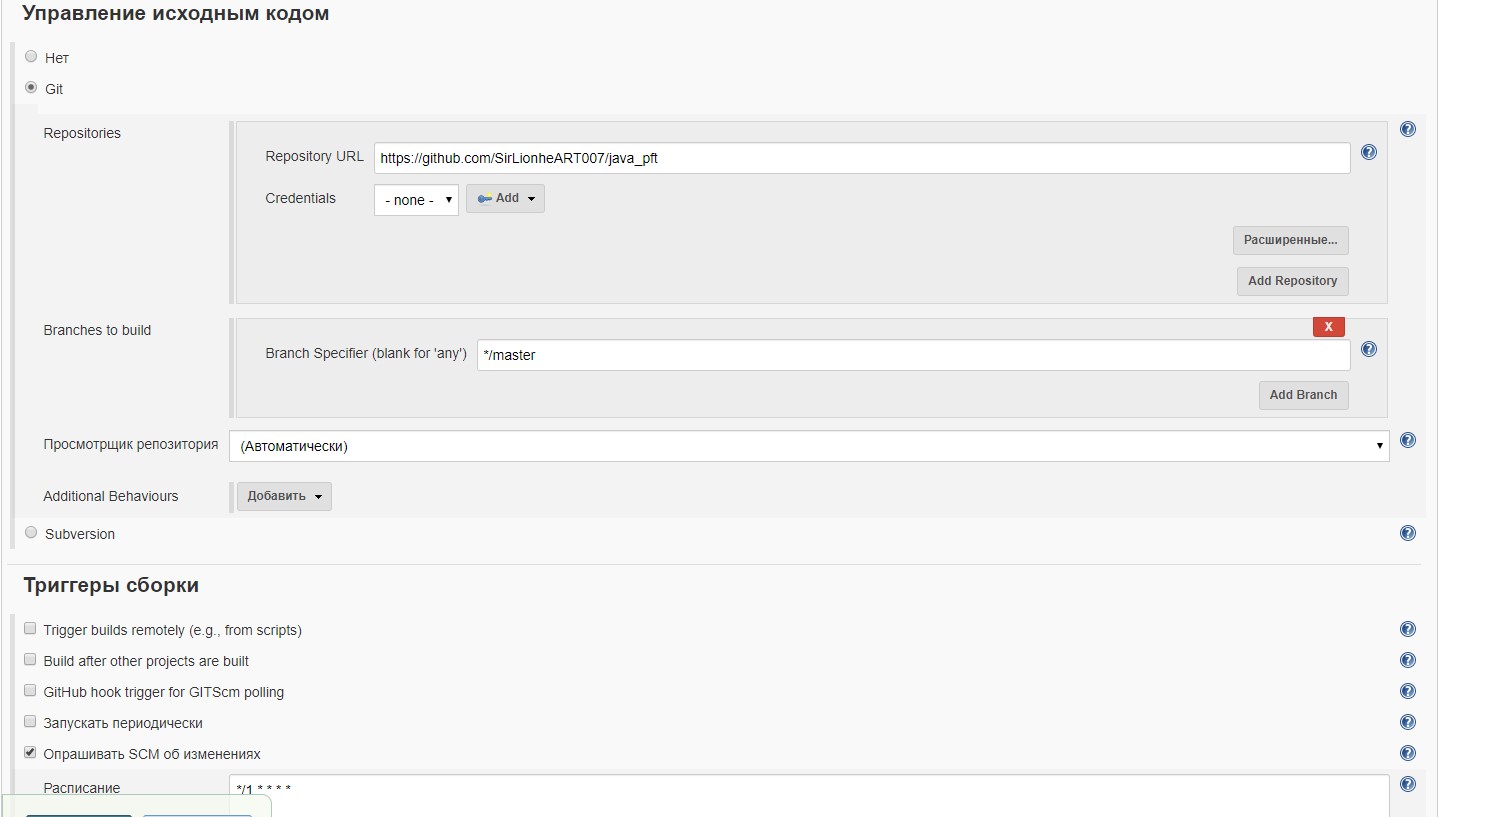 Управление исходным кодом
Нет
Git
Repositories
Repository URL
https://github.com/SirLionheART007/java_pft
Credentials
- none -
Add
Расширенные...
Add Repository
Branches to build
X
Branch Specifier (blank for 'any')
*/master
Add Branch
Просмотрщик репозитория
(Автоматически)
Additional Behaviours
Добавить
Subversion
Триггеры сборки
Trigger builds remotely (e.g., from scripts)
Build after other projects are built
GitHub hook trigger for GITScm polling
Запускать периодически
Опрашивать SCM об изменениях
Расписание
*/1 * * * *